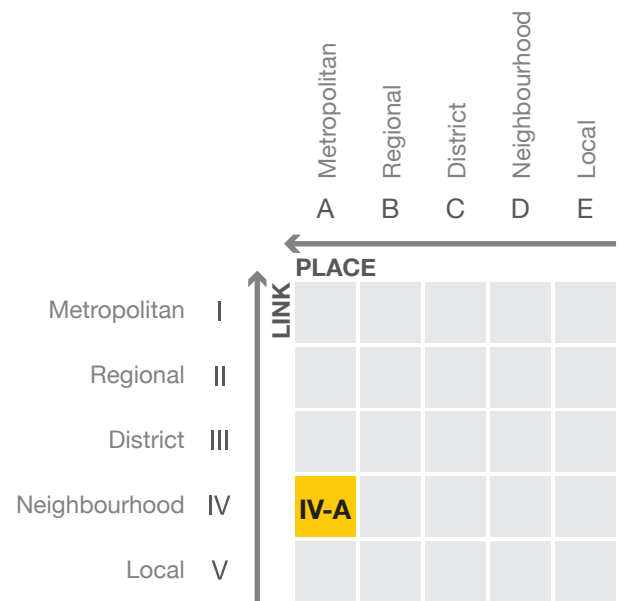 Metropolitan
Regional
District
Neighbourhood
Local
A B C D E
PLACE
LINK
Metropolitan I
Regional II
District III
Neighbourhood IV IV-A
Local V